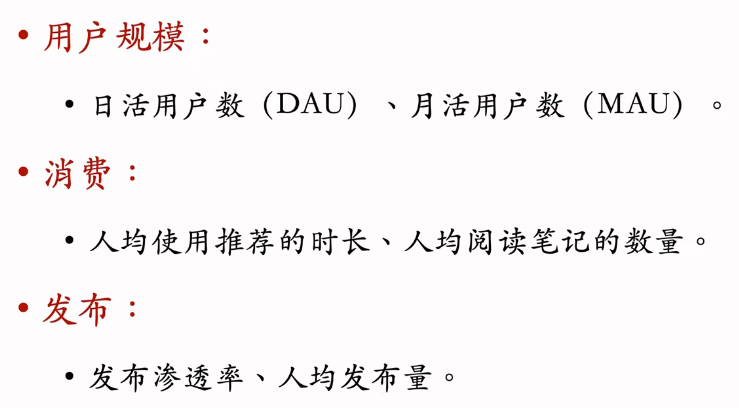 • 用户规模：
• 日活用户数（DAU）、月活用户数（MAU）。
• 消费：
• 人均使用推荐的时长、人均阅读笔记的数量。
• 发布：
• 发布渗透率、人均发布量。